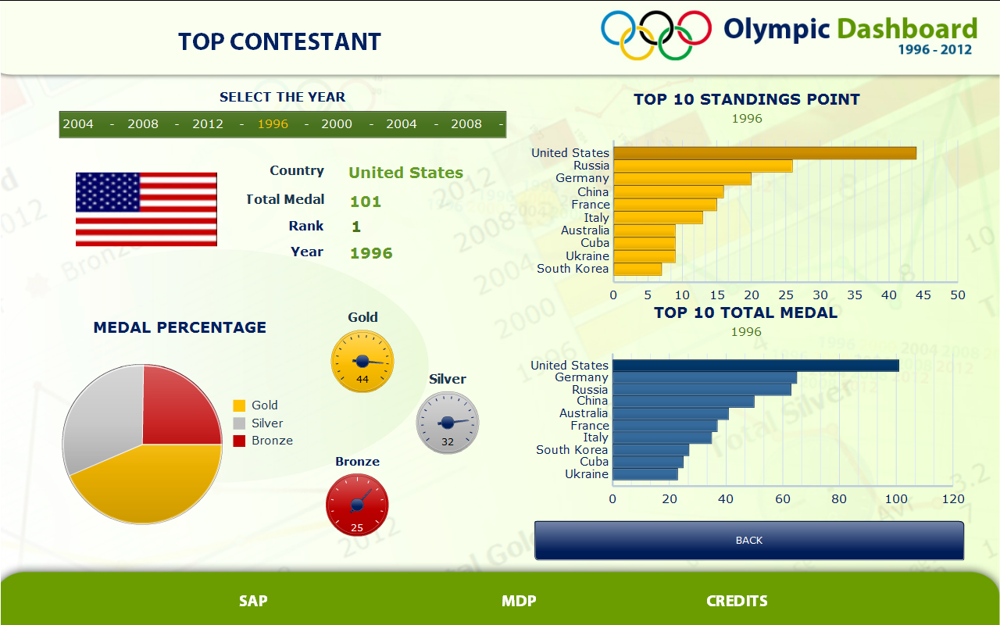 TOP CONTESTANT
Olympic Dashboard
1996 - 2012
SELECT THE YEAR
2004 - 2008 - 2012 - 1996 - 2000 - 2004 - 2008 -
Country United States
Total Medal 101
Rank 1
Year 1996
MEDAL PERCENTAGE
Gold
Silver
Bronze
Gold
44
Silver
32
Bronze
25
TOP 10 STANDINGS POINT
1996
United States
Russia
Germany
China
France
Italy
Australia
Cuba
Ukraine
South Korea
0 5 10 15 20 25 30 35 40 45 50
TOP 10 TOTAL MEDAL
1996
United States
Germany
Russia
China
Australia
France
Italy
South Korea
Cuba
Ukraine
0 20 40 60 80 100 120
BACK
SAP MDP CREDITS